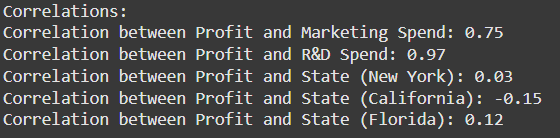 Correlations:
Correlation between Profit and Marketing Spend: 0.75
Correlation between Profit and R&D Spend: 0.97
Correlation between Profit and State (New York): 0.03
Correlation between Profit and State (California): -0.15
Correlation between Profit and State (Florida): 0.12